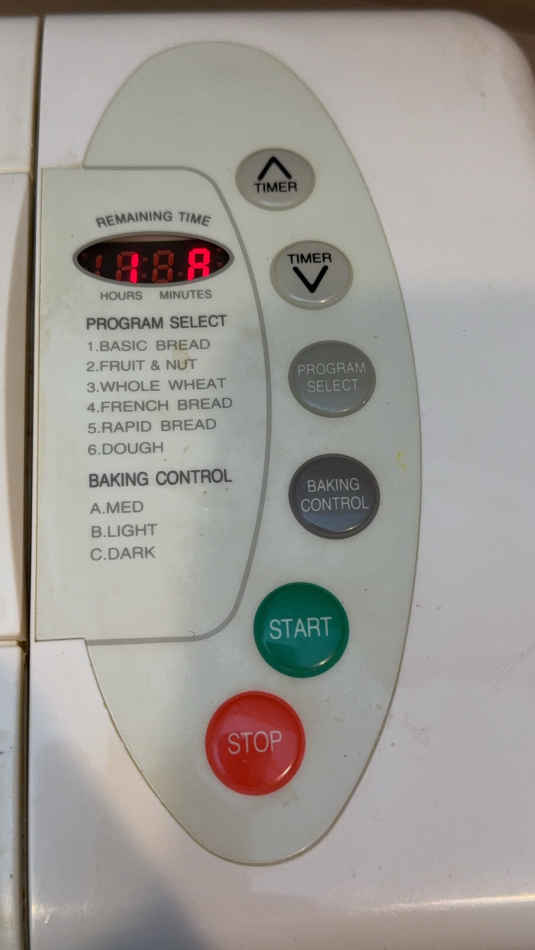 TIMER
REMAINING TIME
1 A
HOURS MINUTES
TIMER
PROGRAM SELECT
1.BASIC BREAD
2.FRUIT & NUT
3.WHOLE WHEAT
4.FRENCH BREAD
5.RAPID BREAD
6.DOUGH
PROGRAM
SELECT
BAKING CONTROL
A.MED
B.LIGHT
C.DARK
BAKING
CONTROL
START
STOP